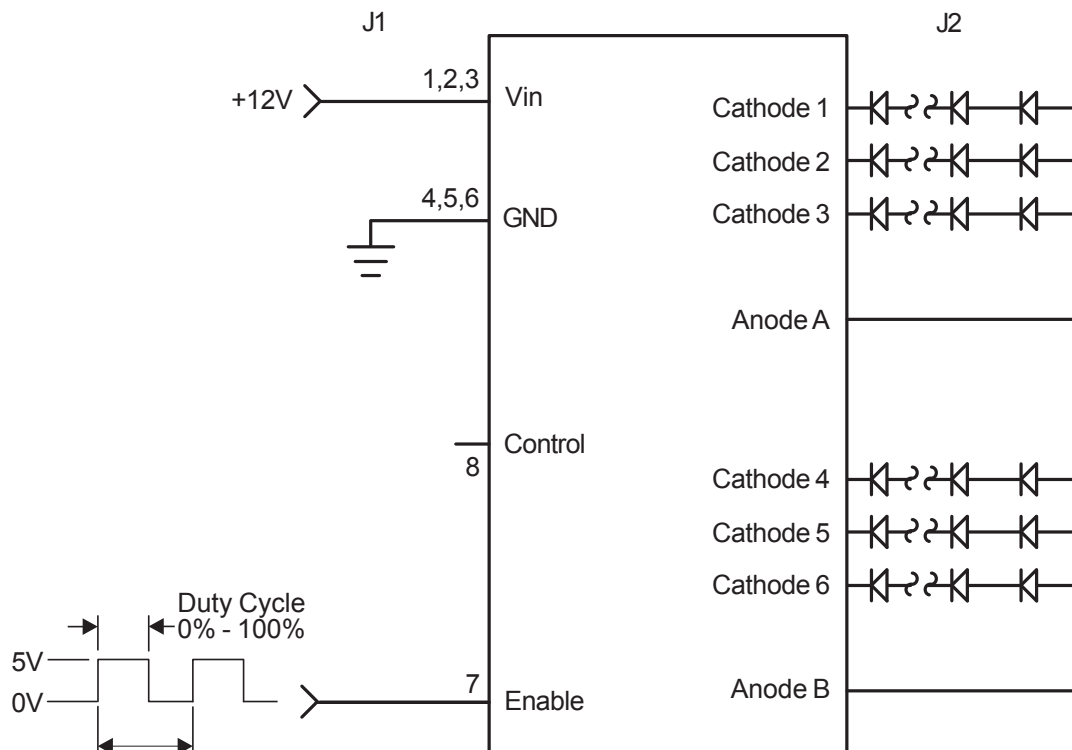 J1
J2
+12V
1,2,3
Vin
4,5,6
GND
Control
8
Duty Cycle
0% - 100%
5V
0V
7
Enable
Cathode 1
Cathode 2
Cathode 3
Anode A
Cathode 4
Cathode 5
Cathode 6
Anode B